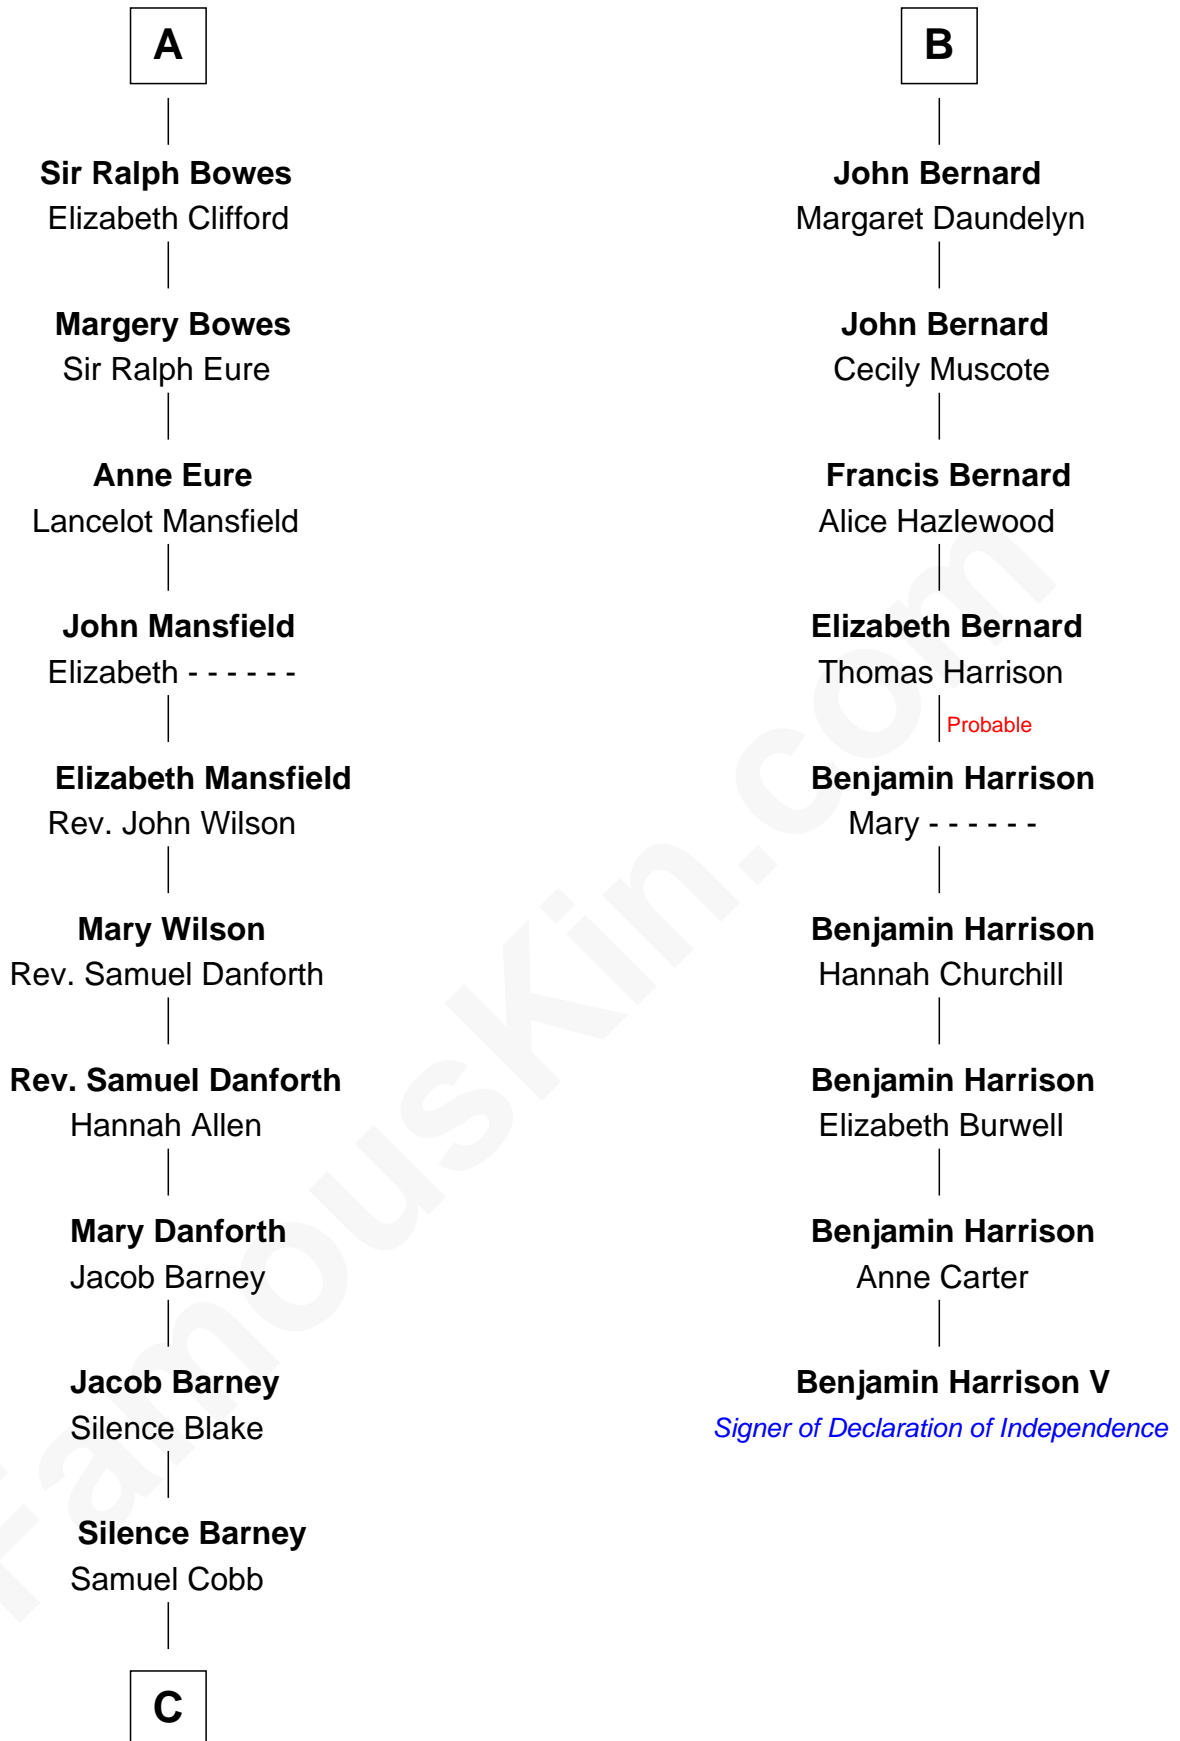 A
Sir Ralph Bowes
Elizabeth Clifford
Margery Bowes
Sir Ralph Eure
Anne Eure
Lancelot Mansfield
John Mansfield
Elizabeth - - - - - -
Elizabeth Mansfield
Rev. John Wilson
Mary Wilson
Rev. Samuel Danforth
Rev. Samuel Danforth
Hannah Allen
Mary Danforth
Jacob Barney
Jacob Barney
Silence Blake
Silence Barney
Samuel Cobb
C
B
John Bernard
Margaret Daundelyn
John Bernard
Cecily Muscote
Francis Bernard
Alice Hazlewood
Elizabeth Bernard
Thomas Harrison
Probable
Benjamin Harrison
Mary - - - - - -
Benjamin Harrison
Hannah Churchill
Benjamin Harrison
Elizabeth Burwell
Benjamin Harrison
Anne Carter
Benjamin Harrison V
Signer of Declaration of Independence
FamousKin.com